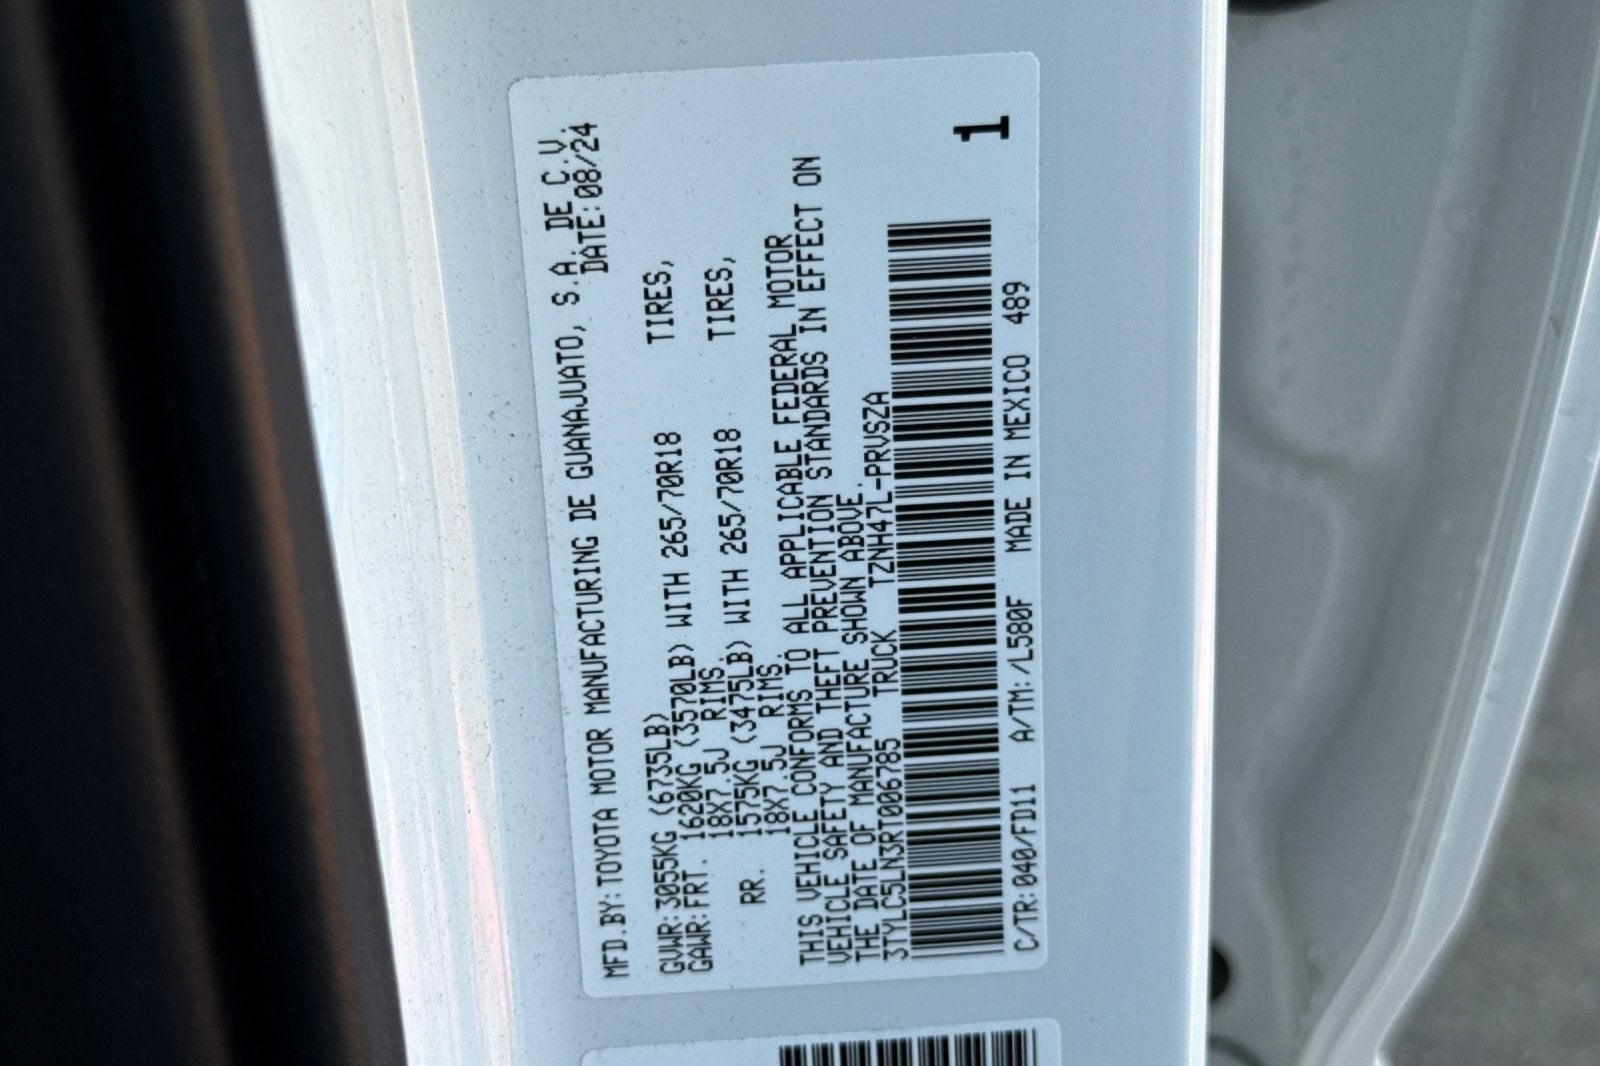 MFD.BY:TOYOTA MOTOR MANUFACTURING DE GUANAJUATO, S.A.DE C.V.
DATE:08/24
GVWR:3055KG (6735LB)
GAWR:FRT. 1620KG (3570LB) WITH 265/70R18 TIRES,
18X7.5J RIMS.
RR. 1575KG (3475LB) WITH 265/70R18 TIRES,
18X7.5J RIMS.
THIS VEHICLE CONFORMS TO ALL APPLICABLE FEDERAL MOTOR
VEHICLE SAFETY AND THEFT PREVENTION STANDARDS IN EFFECT ON
THE DATE OF MANUFACTURE SHOWN ABOVE.
3TYLC5LN3RT006785 TRUCK TZNH47L-PRVSZA
1
C/TR:040/FD11 A/TM:/L580F MADE IN MEXICO 489